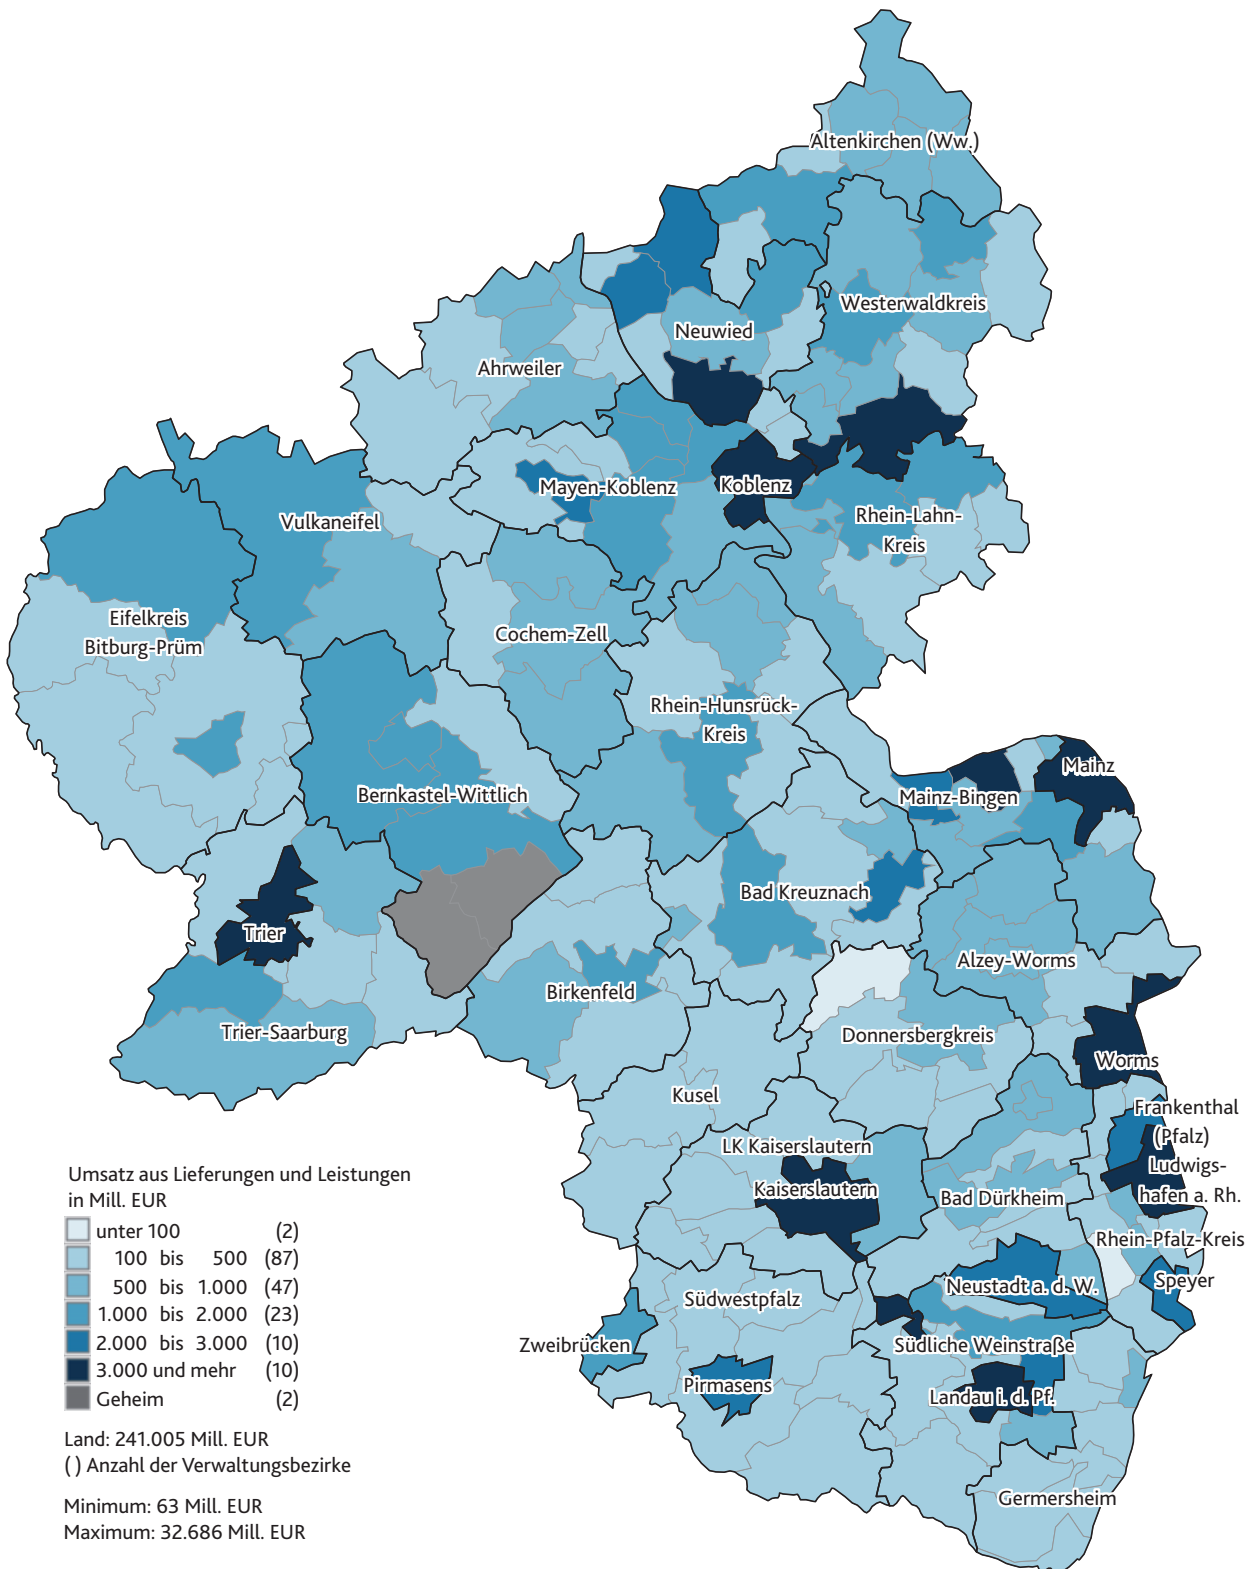 Altenkirchen (Ww.)
Westerwaldkreis
Neuwied
Ahrweiler
Mayen-Koblenz
Koblenz
Vulkaneifel
Rhein-Lahn-
Kreis
Eifelkreis
Bitburg-Prüm
Cochem-Zell
Rhein-Hunsrück-
Kreis
Mainz
Mainz-Bingen
Bernkastel-Wittlich
Bad Kreuznach
Trier
Alzey-Worms
Birkenfeld
Trier-Saarburg
Donnersbergkreis
Worms
Kusel
Frankenthal
(Pfalz)
LK Kaiserslautern
Ludwigs-
hafen a. Rh.
Kaiserslautern
Bad Dürkheim
Rhein-Pfalz-Kreis
Speyer
Neustadt a. d. W.
Südwestpfalz
Zweibrücken
Südliche Weinstraße
Pirmasens
Landau i. d. Pf.
Germersheim
Umsatz aus Lieferungen und Leistungen
in Mill. EUR
unter 100 (2)
100 bis 500 (87)
500 bis 1.000 (47)
1.000 bis 2.000 (23)
2.000 bis 3.000 (10)
3.000 und mehr (10)
Geheim (2)
Land: 241.005 Mill. EUR
( ) Anzahl der Verwaltungsbezirke
Minimum: 63 Mill. EUR
Maximum: 32.686 Mill. EUR